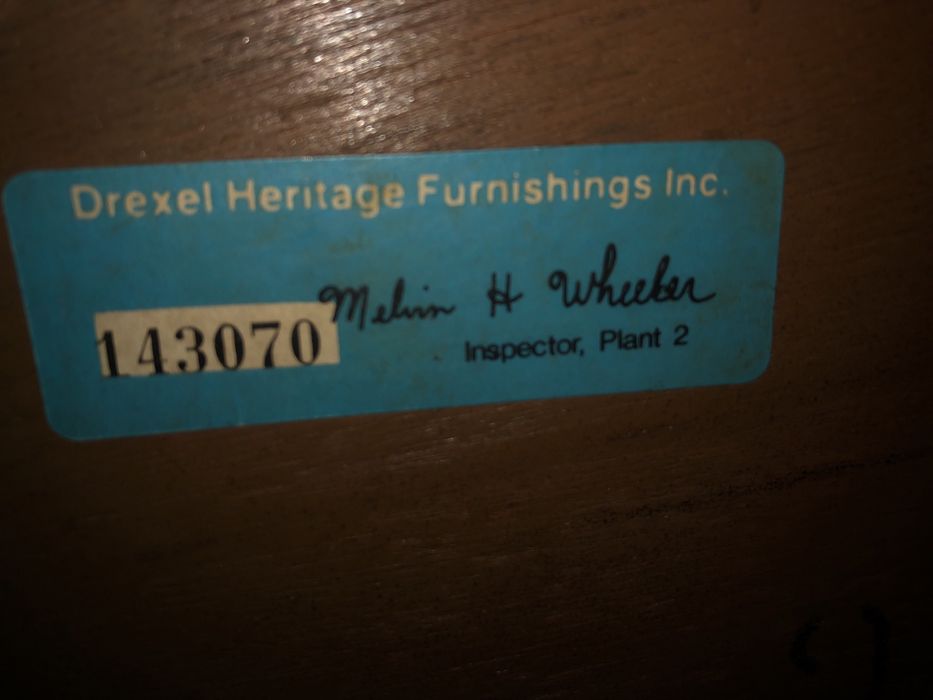 Drexel Heritage Furnishings Inc.
Melvin H Wheeler
143070
Inspector, Plant 2